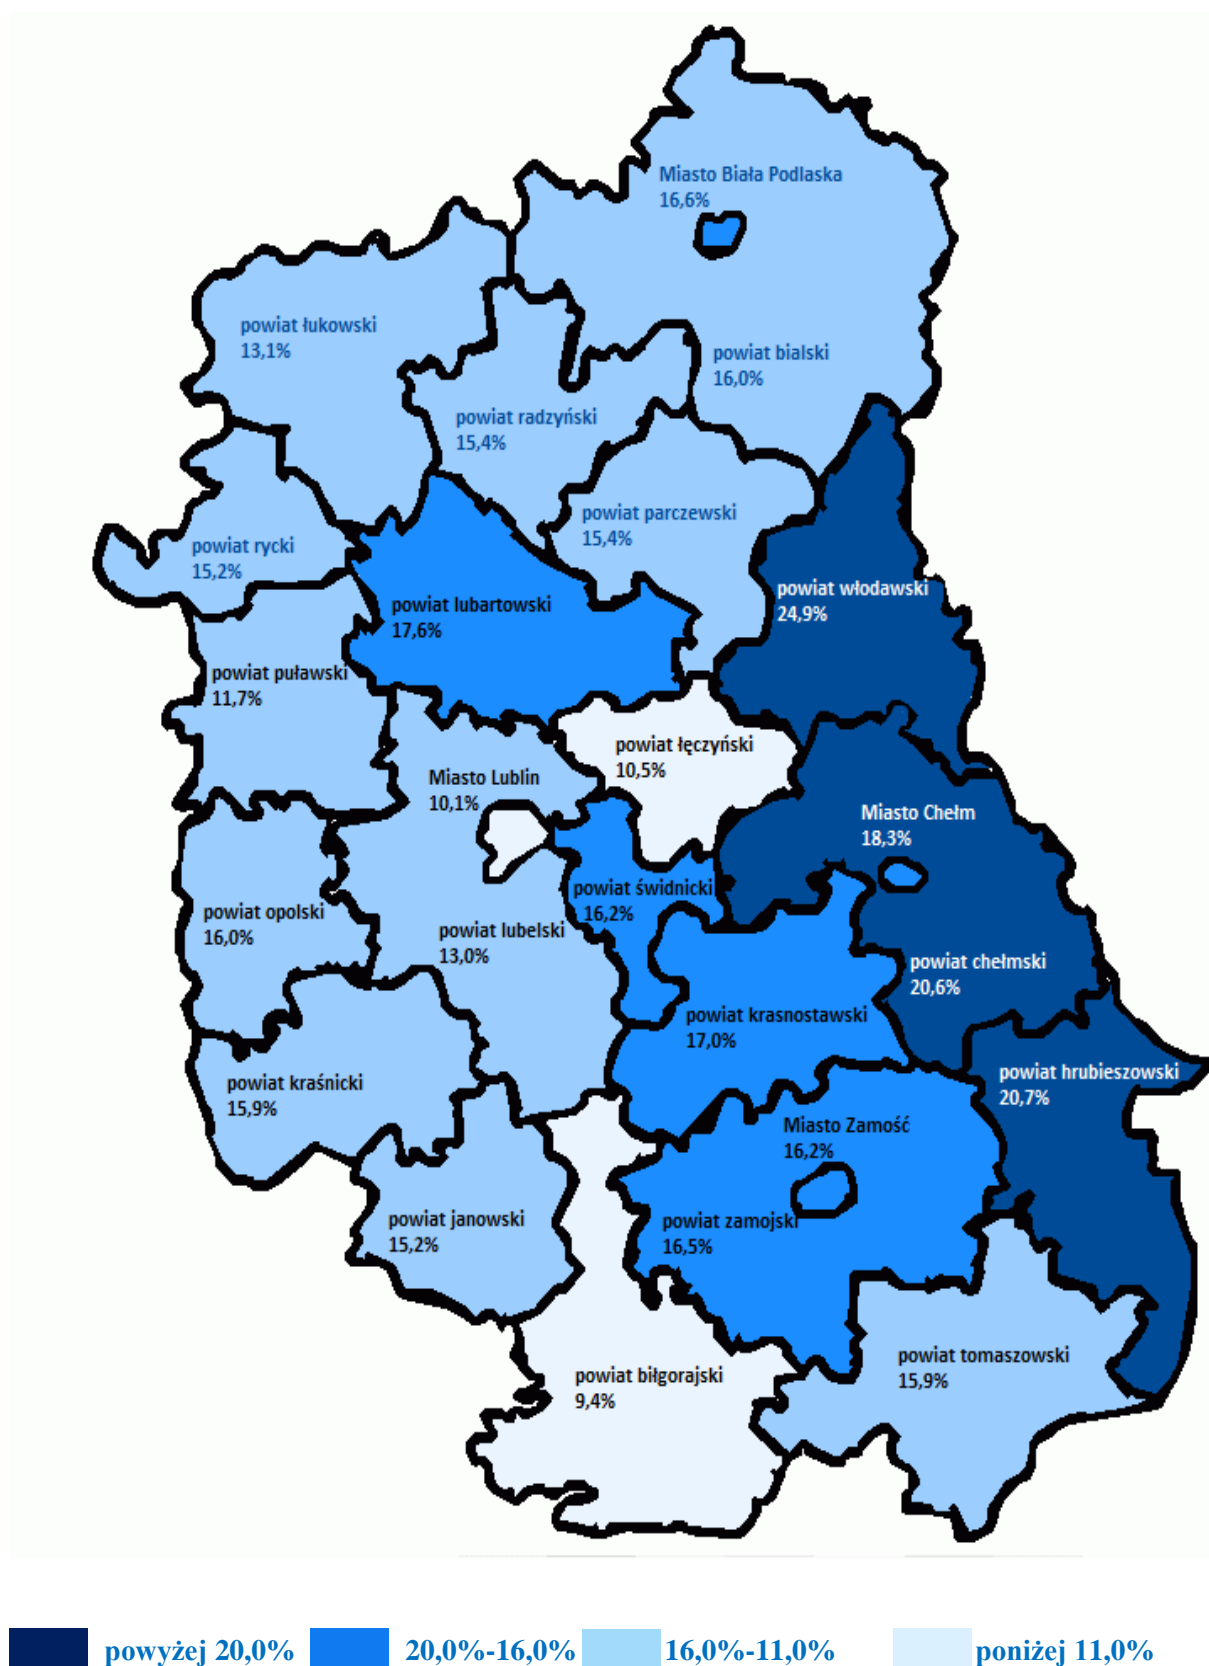 Miasto Biała Podlaska
16,6%
powiat łukowski
13,1%
powiat bialski
16,0%
powiat radzyński
15,4%
powiat parczewski
15,4%
powiat rycki
15,2%
powiat włodawski
24,9%
powiat lubartowski
17,6%
powiat puławski
11,7%
powiat łęczyński
10,5%
Miasto Lublin
10,1%
Miasto Chełm
18,3%
powiat świdnicki
16,2%
powiat opolski
16,0%
powiat lubelski
13,0%
powiat chełmski
20,6%
powiat krasnostawski
17,0%
powiat kraśnicki
15,9%
powiat hrubieszowski
20,7%
Miasto Zamość
16,2%
powiat janowski
15,2%
powiat zamojski
16,5%
powiat tomaszowski
15,9%
powiat biłgorajski
9,4%
powyżej 20,0% 20,0%-16,0% 16,0%-11,0% poniżej 11,0%